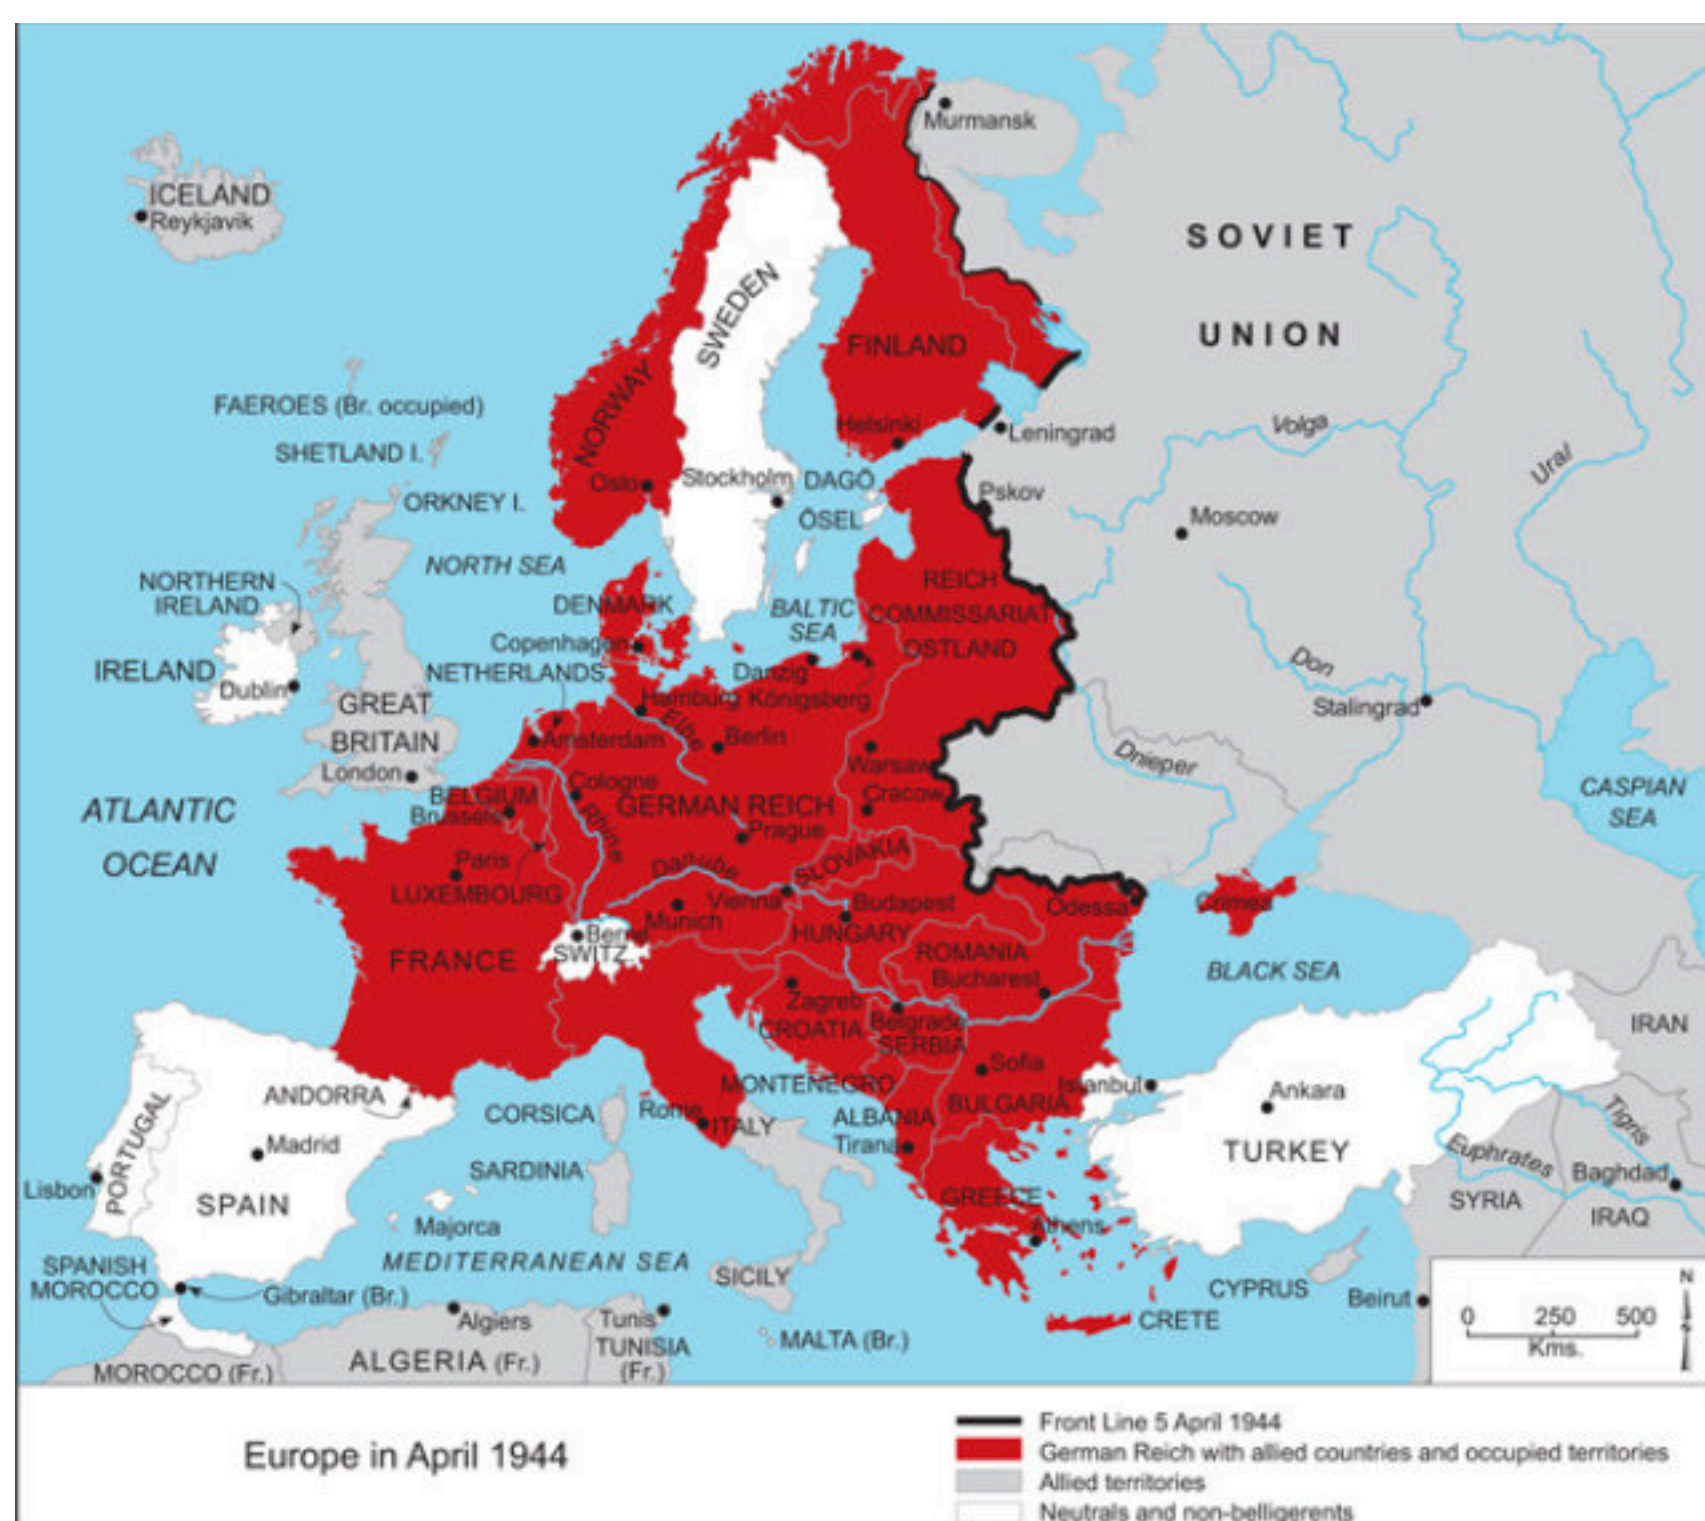 Murmansk
ICELAND
Reykjavik
SOVIET
UNION
SWEDEN
FINLAND
FAEROES (Br. occupied)
NORWAY
Helsinki
Leningrad
Volga
Ural
SHETLAND I.
Oslo
Stockholm
DAGÖ
Pskov
ORKNEY I.
ÖSEL
Moscow
NORTH SEA
NORTHERN
IRELAND
REICH
COMMISSARIAT
OSTLAND
DENMARK
BALTIC
SEA
Copenhagen
NETHERLANDS
IRELAND
Dublin
Danzig
Don
Hamburg
Königsberg
Stalingrad
GREAT
BRITAIN
Elbe
Amsterdam
Berlin
Warsaw
Dnieper
London
Cologne
Cracow
CASPIAN
SEA
ATLANTIC
OCEAN
BELGIUM
Brussels
GERMAN REICH
Rhine
Prague
Paris
LUXEMBOURG
Danube
SLOVAKIA
Vienna
Munich
Budapest
Odessa
Crimea
Berne
SWITZ.
HUNGARY
FRANCE
ROMANIA
Bucharest
BLACK SEA
Zagreb
CROATIA
Belgrade
SERBIA
IRAN
Sofia
MONTENEGRO
Istanbul
Ankara
ANDORRA
CORSICA
Rome
ITALY
ALBANIA
BULGARIA
Tirana
TURKEY
Tigris
PORTUGAL
Madrid
Lisbon
SPAIN
SARDINIA
Euphrates
Baghdad
SYRIA
IRAQ
GREECE
Athens
Majorca
MEDITERRANEAN SEA
SPANISH
MOROCCO
Gibraltar (Br.)
SICILY
CYPRUS
Beirut
Algiers
Tunis
TUNISIA
(Fr.)
MALTA (Br.)
CRETE
MOROCCO (Fr.)
ALGERIA (Fr.)
N
0 250 500
Kms.
Europe in April 1944
Front Line 5 April 1944
German Reich with allied countries and occupied territories
Allied territories
Neutrals and non-belligerents